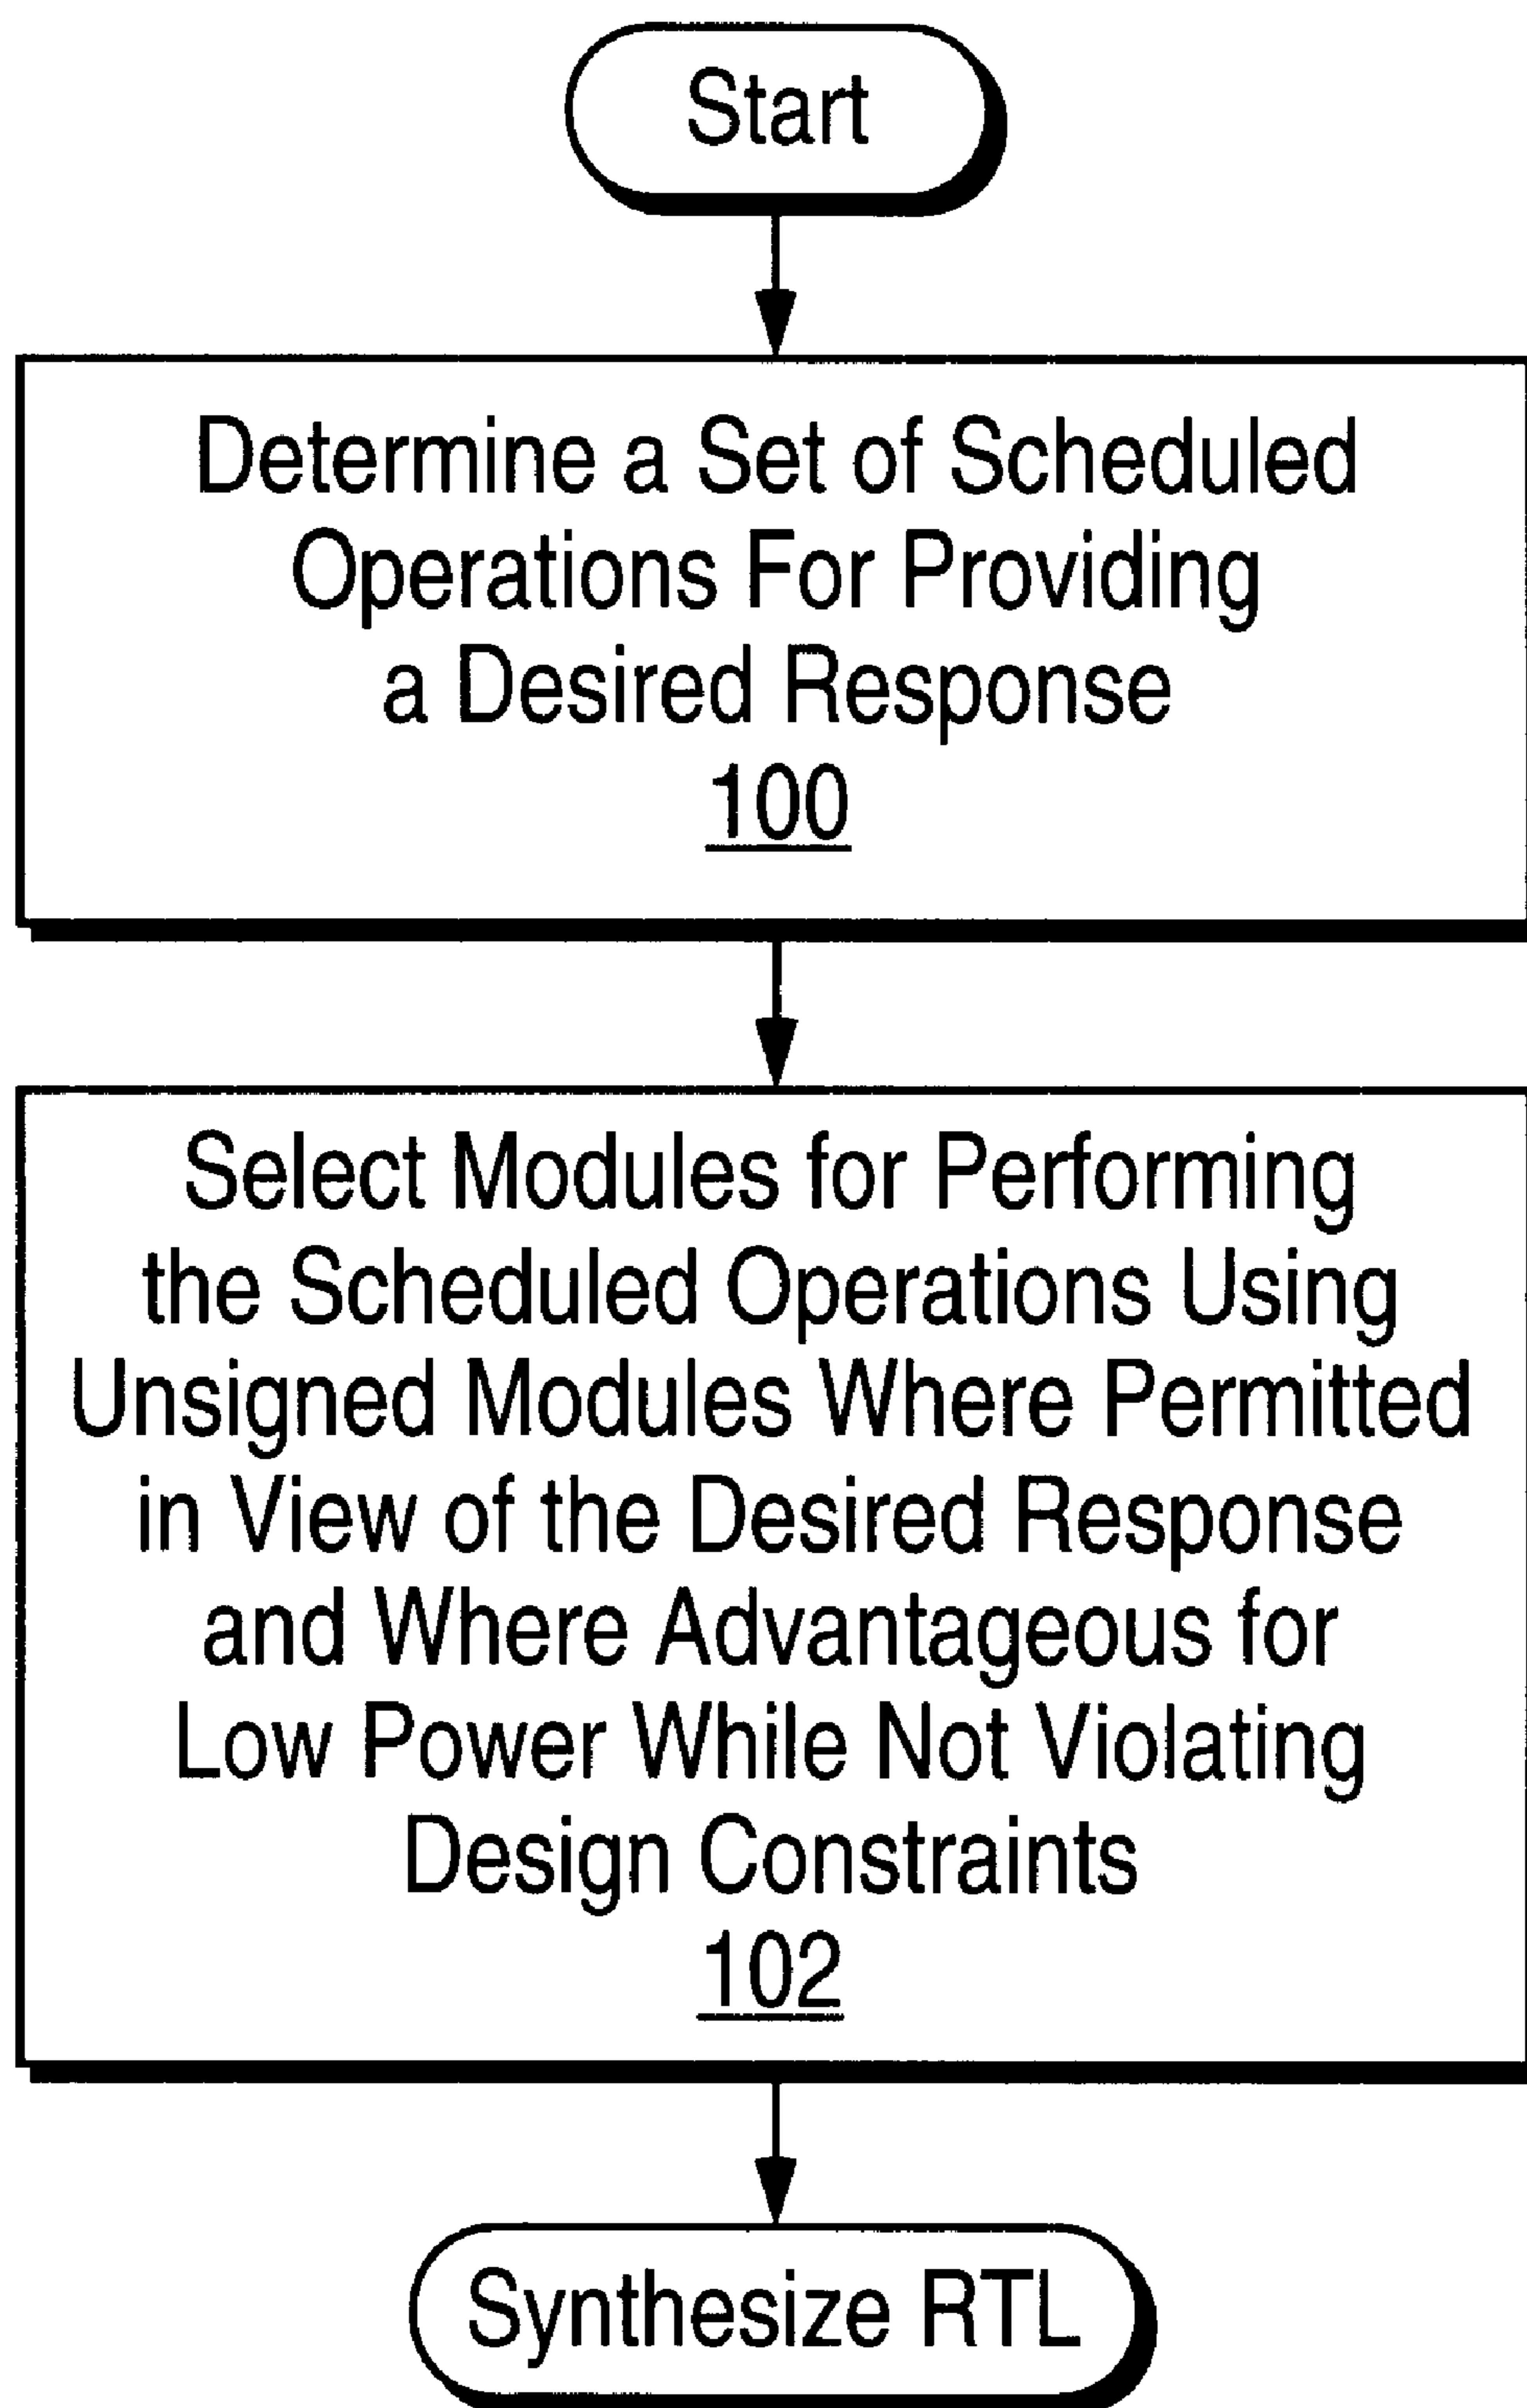 Start
Determine a Set of Scheduled
Operations For Providing
a Desired Response
100
Select Modules for Performing
the Scheduled Operations Using
Unsigned Modules Where Permitted
in View of the Desired Response
and Where Advantageous for
Low Power While Not Violating
Design Constraints
102
Synthesize RTL